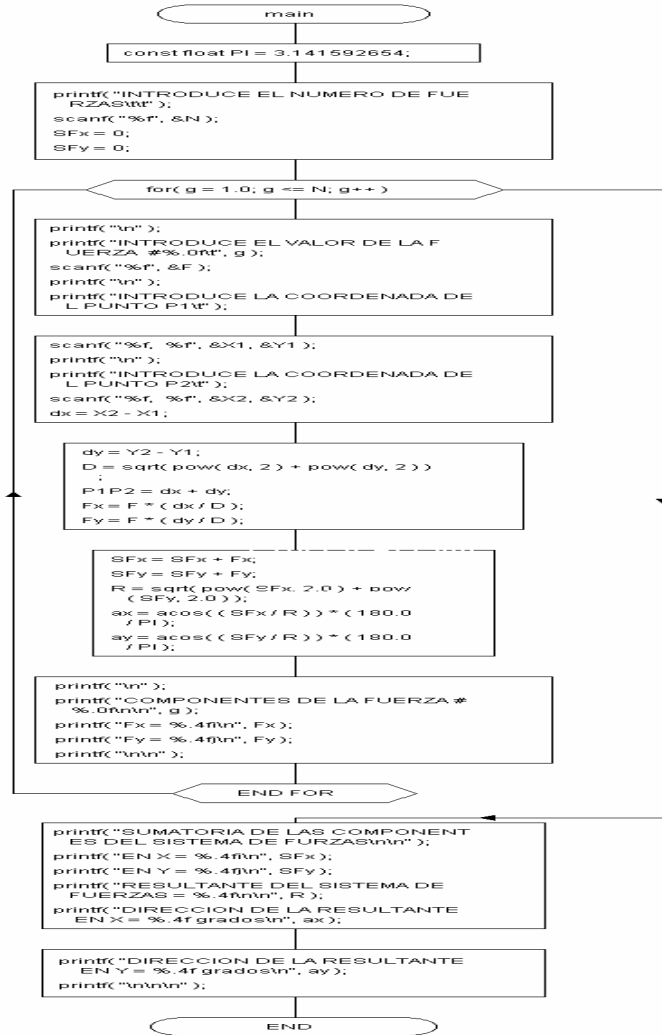 main
const float PI = 3.141592654;
printf("INTRODUCE EL NUMERO DE FUE
RZAS\t\t" );
scanf("%f", &N );
SFx = 0;
SFy = 0;
for( g = 1.0; g <= N; g++ )
printf("\n" );
printf("INTRODUCE EL VALOR DE LA F
UERZA #%.0f\t", g );
scanf("%f", &F );
printf("\n" );
printf("INTRODUCE LA COORDENADA DE
L PUNTO P1\t" );
scanf("%f, %f", &X1, &Y1 );
printf("\n" );
printf("INTRODUCE LA COORDENADA DE
L PUNTO P2\t" );
scanf("%f, %f", &X2, &Y2 );
dx = X2 - X1;
dy = Y2 - Y1;
D = sqrt( pow( dx, 2 ) + pow( dy, 2 ) )
;
P1P2 = dx + dy;
Fx = F * ( dx / D );
Fy = F * ( dy / D );
SFx = SFx + Fx;
SFy = SFy + Fy;
R = sqrt( pow( SFx, 2.0 ) + pow
( SFy, 2.0 ) );
ax = acos( ( SFx / R ) ) * ( 180.0
/ PI );
ay = acos( ( SFy / R ) ) * ( 180.0
/ PI );
printf("\n" );
printf("COMPONENTES DE LA FUERZA #
%.0f\n\n", g );
printf("Fx = %.4fi\n", Fx );
printf("Fy = %.4fj\n", Fy );
printf("\n\n" );
END FOR
printf("SUMATORIA DE LAS COMPONENT
ES DEL SISTEMA DE FURZAS\n\n" );
printf("EN X = %.4fi\n", SFx );
printf("EN Y = %.4fj\n", SFy );
printf("RESULTANTE DEL SISTEMA DE
FUERZAS = %.4f\n\n", R );
printf("DIRECCION DE LA RESULTANTE
EN X = %.4f grados\n", ax );
printf("DIRECCION DE LA RESULTANTE
EN Y = %.4f grados\n", ay );
printf("\n\n\n" );
END